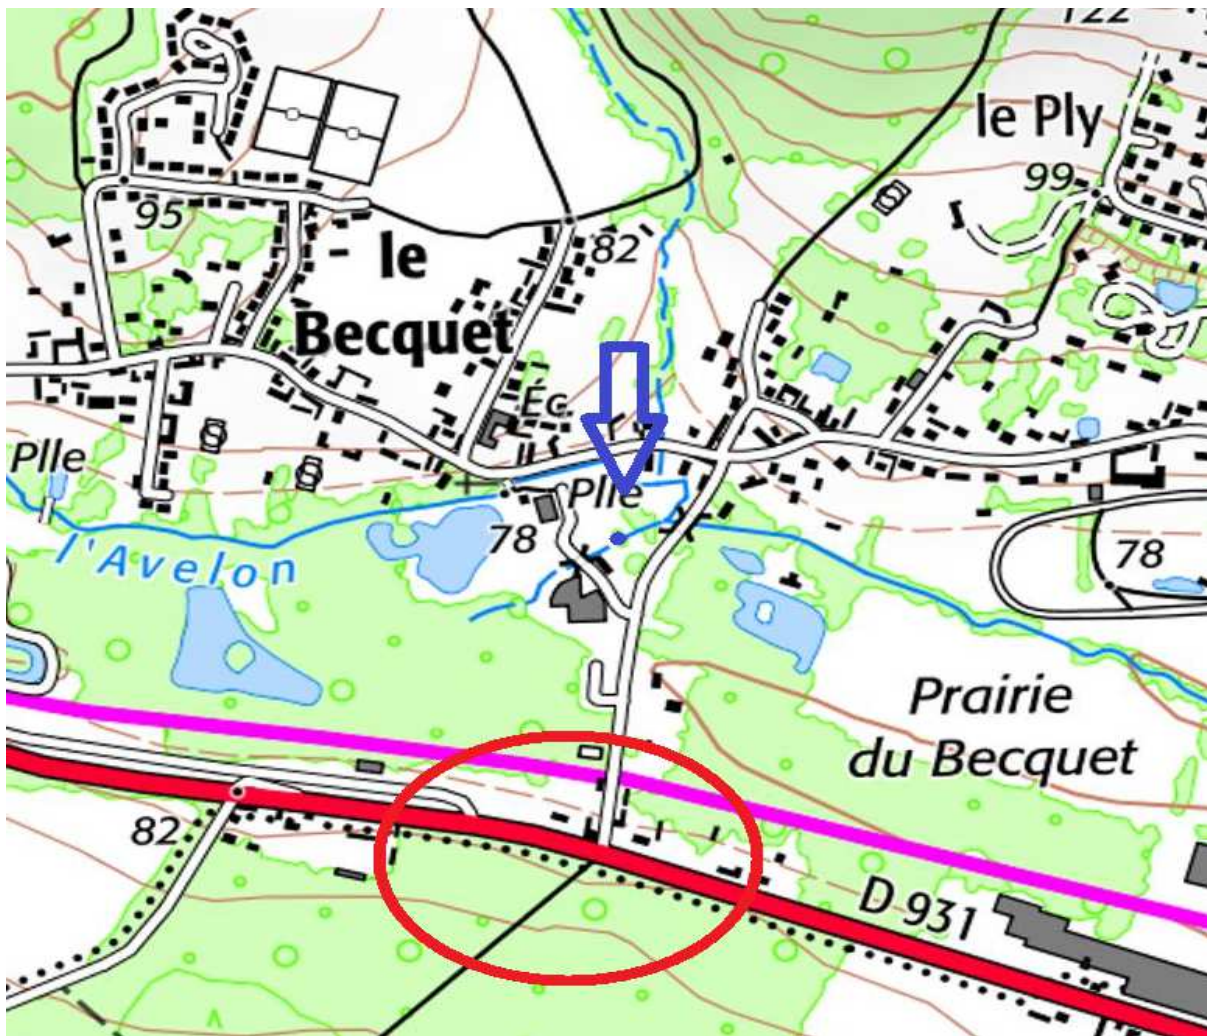 122
le Ply
99
95
le
Becquet
82
Éc.
Plle
Plle
78
l'Avelon
78
Prairie
du Becquet
82
D 931